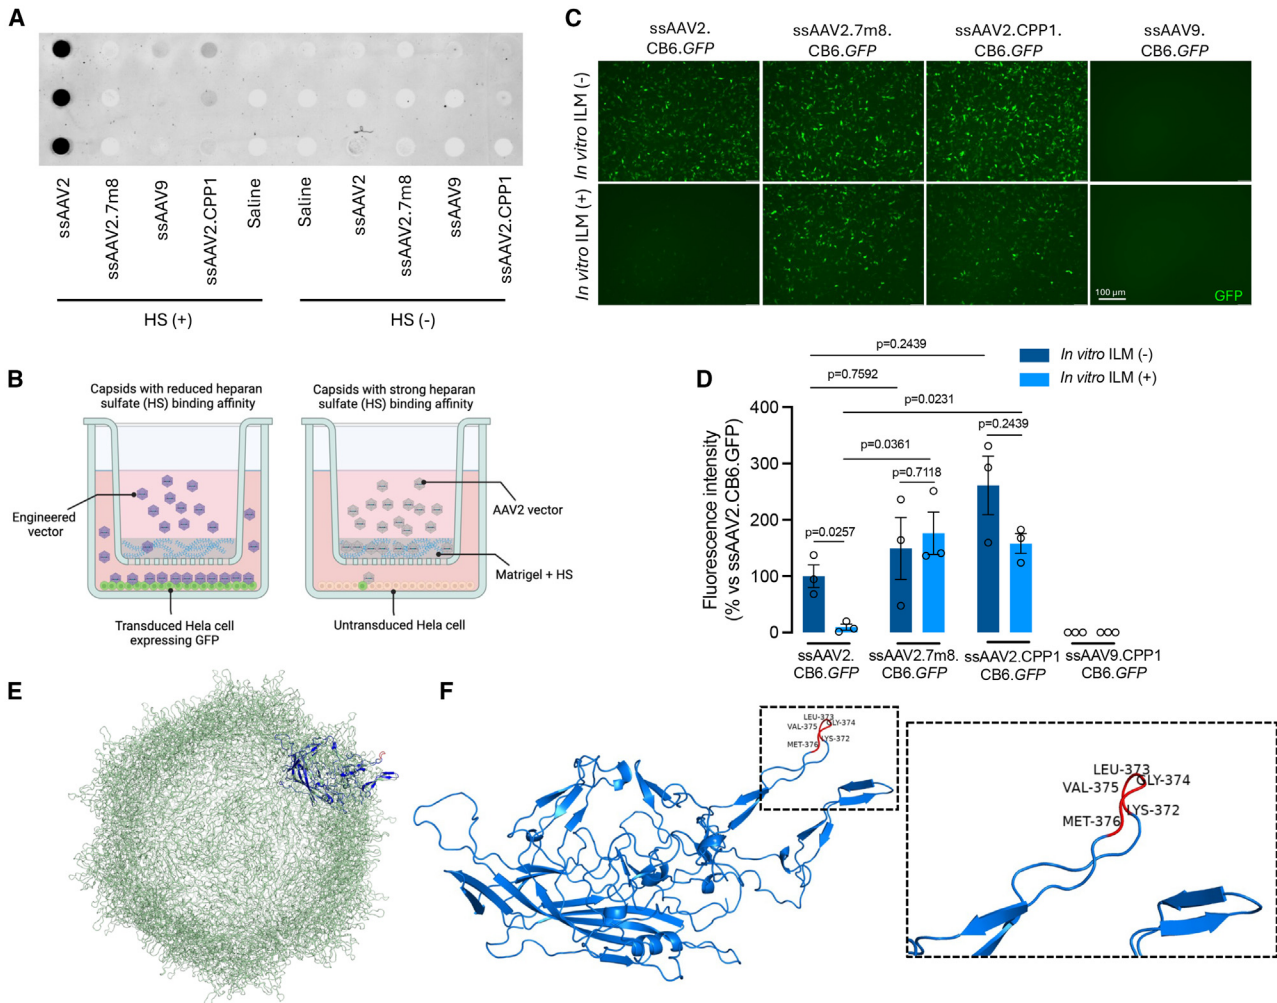 A
ssAAV2
ssAAV2.7m8
ssAAV9
ssAAV2.CPP1
Saline
Saline
ssAAV2
ssAAV2.7m8
ssAAV9
ssAAV2.CPP1
HS (+)
HS (-)
B
Capsids with reduced heparan
sulfate (HS) binding affinity
Capsids with strong heparan
sulfate (HS) binding affinity
Engineered
vector
AAV2 vector
Matrigel + HS
Transduced Hela cell
expressing GFP
Untransduced Hela cell
C
ssAAV2.
CB6.GFP
ssAAV2.7m8.
CB6.GFP
ssAAV2.CPP1.
CB6.GFP
ssAAV9.
CB6.GFP
In vitro ILM (-)
In vitro ILM (+)
100 µm
GFP
D
In vitro ILM (-)
In vitro ILM (+)
p=0.2439
p=0.7592
p=0.0231
p=0.2439
p=0.0361
p=0.7118
p=0.0257
Fluorescence intensity
(% vs ssAAV2.CB6.GFP)
400
300
200
100
0
ssAAV2.
CB6.GFP
ssAAV2.7m8.
CB6.GFP
ssAAV2.CPP1
CB6.GFP
ssAAV9.CPP1
CB6.GFP
E
F
LEU-373
GLY-374
VAL-375
LYS-372
MET-376
LEU-373
GLY-374
VAL-375
LYS-372
MET-376